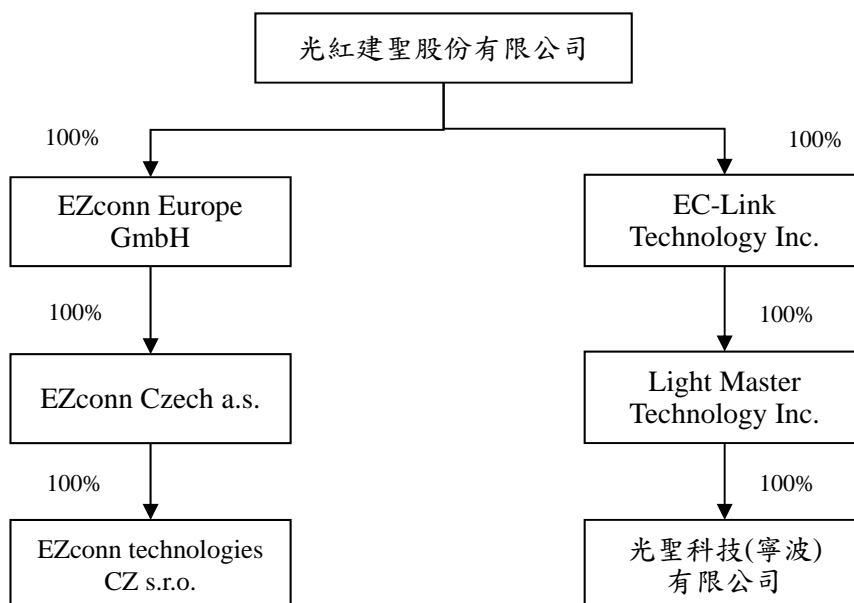 光紅建聖股份有限公司
100%
100%
EZconn Europe
GmbH
EC-Link
Technology Inc.
100%
100%
EZconn Czech a.s.
Light Master
Technology Inc.
100%
100%
EZconn technologies
CZ s.r.o.
光聖科技(寧波)
有限公司